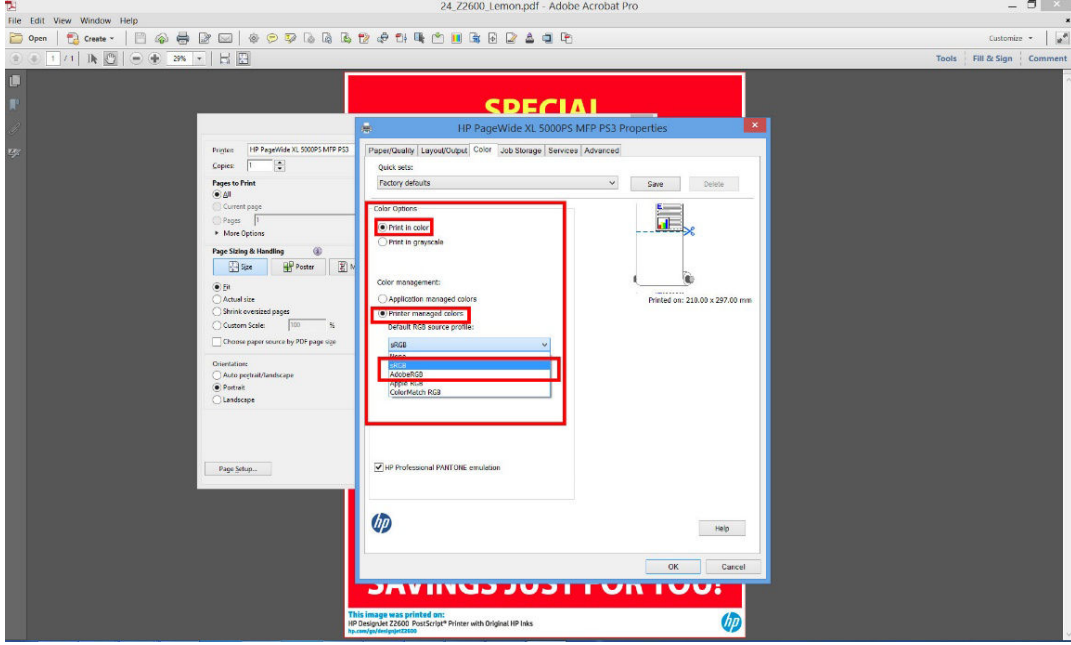 24_Z2600_Lemon.pdf - Adobe Acrobat Pro
File Edit View Window Help
Open Create Customize
1 / 1 29% Tools Fill & Sign Comment
SPECIAL
HP PageWide XL 5000PS MFP PS3 Properties
Printer: HP PageWide XL 5000PS MFP PS3
Copies: 1
Pages to Print
All
Current page
Pages 1
More Options
Page Sizing & Handling
Size Poster
Fit
Actual size
Shrink oversized pages
Custom Scale: 100 %
Choose paper source by PDF page size
Orientation:
Auto portrait/landscape
Portrait
Landscape
Page Setup...
Paper/Quality Layout/Output Color Job Storage Services Advanced
Quick sets:
Factory defaults Save Delete
Color Options
Print in color
Print in grayscale
Color management:
Application managed colors
Printer managed colors
Default RGB source profile:
sRGB
None
sRGB
AdobeRGB
Apple RGB
ColorMatch RGB
HP Professional PANTONE emulation
Printed on: 210.00 x 297.00 mm
hp
Help
OK Cancel
SAVINGS JUST FOR YOU!
This image was printed on:
HP DesignJet Z2600 PostScript® Printer with Original HP Inks
hp.com/go/designjetZ2600
hp